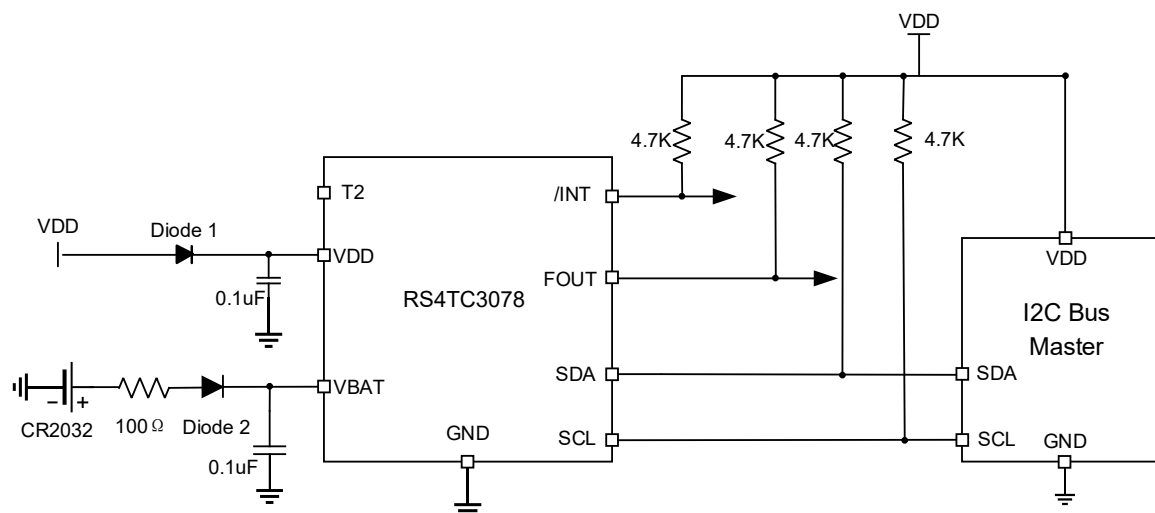 VDD
4.7K
4.7K
4.7K
4.7K
T2
/INT
VDD
Diode 1
VDD
0.1uF
RS4TC3078
FOUT
VDD
I2C Bus
Master
SDA
SDA
VBAT
CR2032
100Ω
Diode 2
0.1uF
GND
SCL
SCL
GND